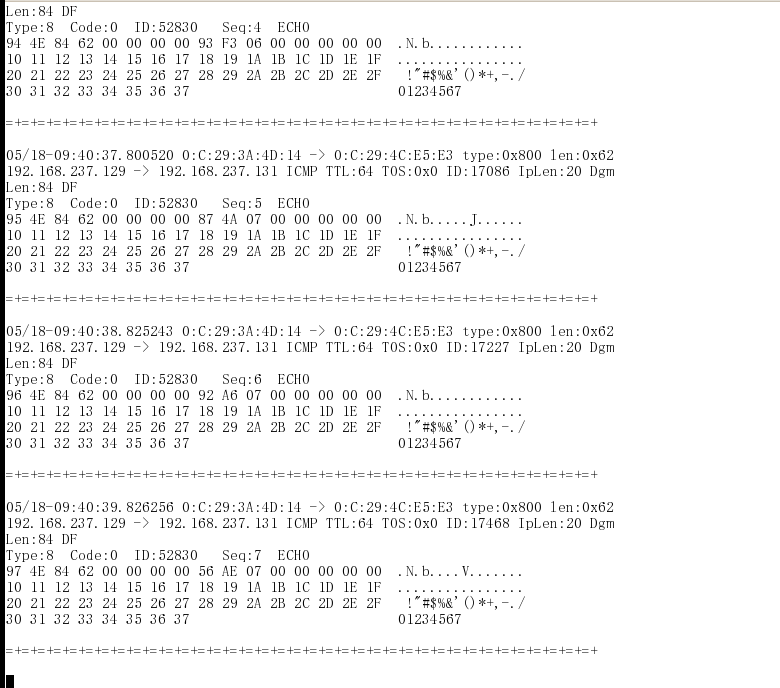 Len:84 DF
Type:8  Code:0  ID:52830   Seq:4  ECHO
94 4E 84 62 00 00 00 00 93 F3 06 00 00 00 00 00  .N.b............
10 11 12 13 14 15 16 17 18 19 1A 1B 1C 1D 1E 1F  ................
20 21 22 23 24 25 26 27 28 29 2A 2B 2C 2D 2E 2F   !"#$%&'()*+,-./
30 31 32 33 34 35 36 37                          01234567
=+=+=+=+=+=+=+=+=+=+=+=+=+=+=+=+=+=+=+=+=+=+=+=+=+=+=+=+=+=+=+=+=+=+=+=+=+
05/18-09:40:37.800520 0:C:29:3A:4D:14 -> 0:C:29:4C:E5:E3 type:0x800 len:0x62
192.168.237.129 -> 192.168.237.131 ICMP TTL:64 TOS:0x0 ID:17086 IpLen:20 Dgm
Len:84 DF
Type:8  Code:0  ID:52830   Seq:5  ECHO
95 4E 84 62 00 00 00 00 87 4A 07 00 00 00 00 00  .N.b.....J......
10 11 12 13 14 15 16 17 18 19 1A 1B 1C 1D 1E 1F  ................
20 21 22 23 24 25 26 27 28 29 2A 2B 2C 2D 2E 2F   !"#$%&'()*+,-./
30 31 32 33 34 35 36 37                          01234567
=+=+=+=+=+=+=+=+=+=+=+=+=+=+=+=+=+=+=+=+=+=+=+=+=+=+=+=+=+=+=+=+=+=+=+=+=+
05/18-09:40:38.825243 0:C:29:3A:4D:14 -> 0:C:29:4C:E5:E3 type:0x800 len:0x62
192.168.237.129 -> 192.168.237.131 ICMP TTL:64 TOS:0x0 ID:17227 IpLen:20 Dgm
Len:84 DF
Type:8  Code:0  ID:52830   Seq:6  ECHO
96 4E 84 62 00 00 00 00 92 A6 07 00 00 00 00 00  .N.b............
10 11 12 13 14 15 16 17 18 19 1A 1B 1C 1D 1E 1F  ................
20 21 22 23 24 25 26 27 28 29 2A 2B 2C 2D 2E 2F   !"#$%&'()*+,-./
30 31 32 33 34 35 36 37                          01234567
=+=+=+=+=+=+=+=+=+=+=+=+=+=+=+=+=+=+=+=+=+=+=+=+=+=+=+=+=+=+=+=+=+=+=+=+=+
05/18-09:40:39.826256 0:C:29:3A:4D:14 -> 0:C:29:4C:E5:E3 type:0x800 len:0x62
192.168.237.129 -> 192.168.237.131 ICMP TTL:64 TOS:0x0 ID:17468 IpLen:20 Dgm
Len:84 DF
Type:8  Code:0  ID:52830   Seq:7  ECHO
97 4E 84 62 00 00 00 00 56 AE 07 00 00 00 00 00  .N.b....V.......
10 11 12 13 14 15 16 17 18 19 1A 1B 1C 1D 1E 1F  ................
20 21 22 23 24 25 26 27 28 29 2A 2B 2C 2D 2E 2F   !"#$%&'()*+,-./
30 31 32 33 34 35 36 37                          01234567
=+=+=+=+=+=+=+=+=+=+=+=+=+=+=+=+=+=+=+=+=+=+=+=+=+=+=+=+=+=+=+=+=+=+=+=+=+